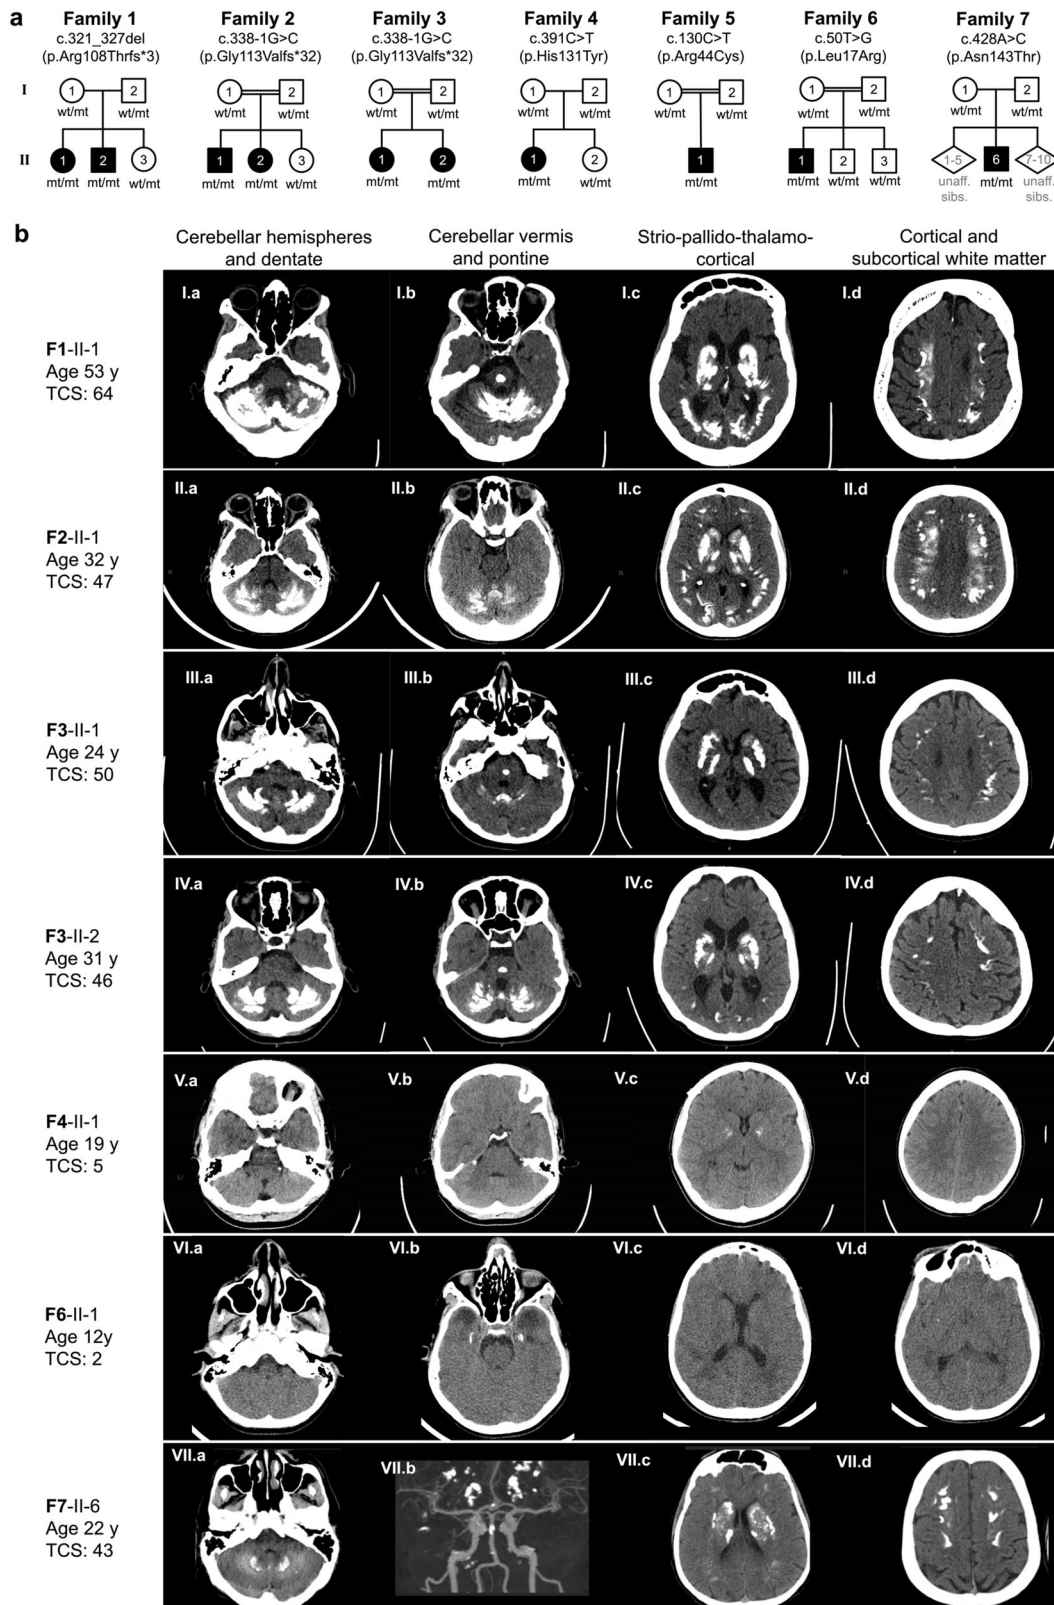 a
Family 1
c.321_327del
(p.Arg108Thrfs*3)
Family 2
c.338-1G>C
(p.Gly113Valfs*32)
Family 3
c.338-1G>C
(p.Gly113Valfs*32)
Family 4
c.391C>T
(p.His131Tyr)
Family 5
c.130C>T
(p.Arg44Cys)
Family 6
c.50T>G
(p.Leu17Arg)
Family 7
c.428A>C
(p.Asn143Thr)
I
1 2 1 2 1 2 1 2 1 2 1 2 1 2
wt/mt wt/mt wt/mt wt/mt wt/mt wt/mt wt/mt wt/mt wt/mt wt/mt wt/mt wt/mt wt/mt wt/mt
II
1 2 3 1 2 3 1 2 1 2 1 1 2 3 1-5 6 7-10
mt/mt mt/mt wt/mt mt/mt mt/mt wt/mt mt/mt mt/mt mt/mt wt/mt mt/mt mt/mt wt/mt wt/mt unaff. mt/mt unaff.
sibs. sibs.
b
Cerebellar hemispheres
and dentate
Cerebellar vermis
and pontine
Strio-pallido-thalamo-
cortical
Cortical and
subcortical white matter
I.a I.b I.c I.d
F1-II-1
Age 53 y
TCS: 64
II.a II.b II.c II.d
F2-II-1
Age 32 y
TCS: 47
III.a III.b III.c III.d
F3-II-1
Age 24 y
TCS: 50
IV.a IV.b IV.c IV.d
F3-II-2
Age 31 y
TCS: 46
V.a V.b V.c V.d
F4-II-1
Age 19 y
TCS: 5
VI.a VI.b VI.c VI.d
F6-II-1
Age 12y
TCS: 2
VII.a VII.b VII.c VII.d
F7-II-6
Age 22 y
TCS: 43